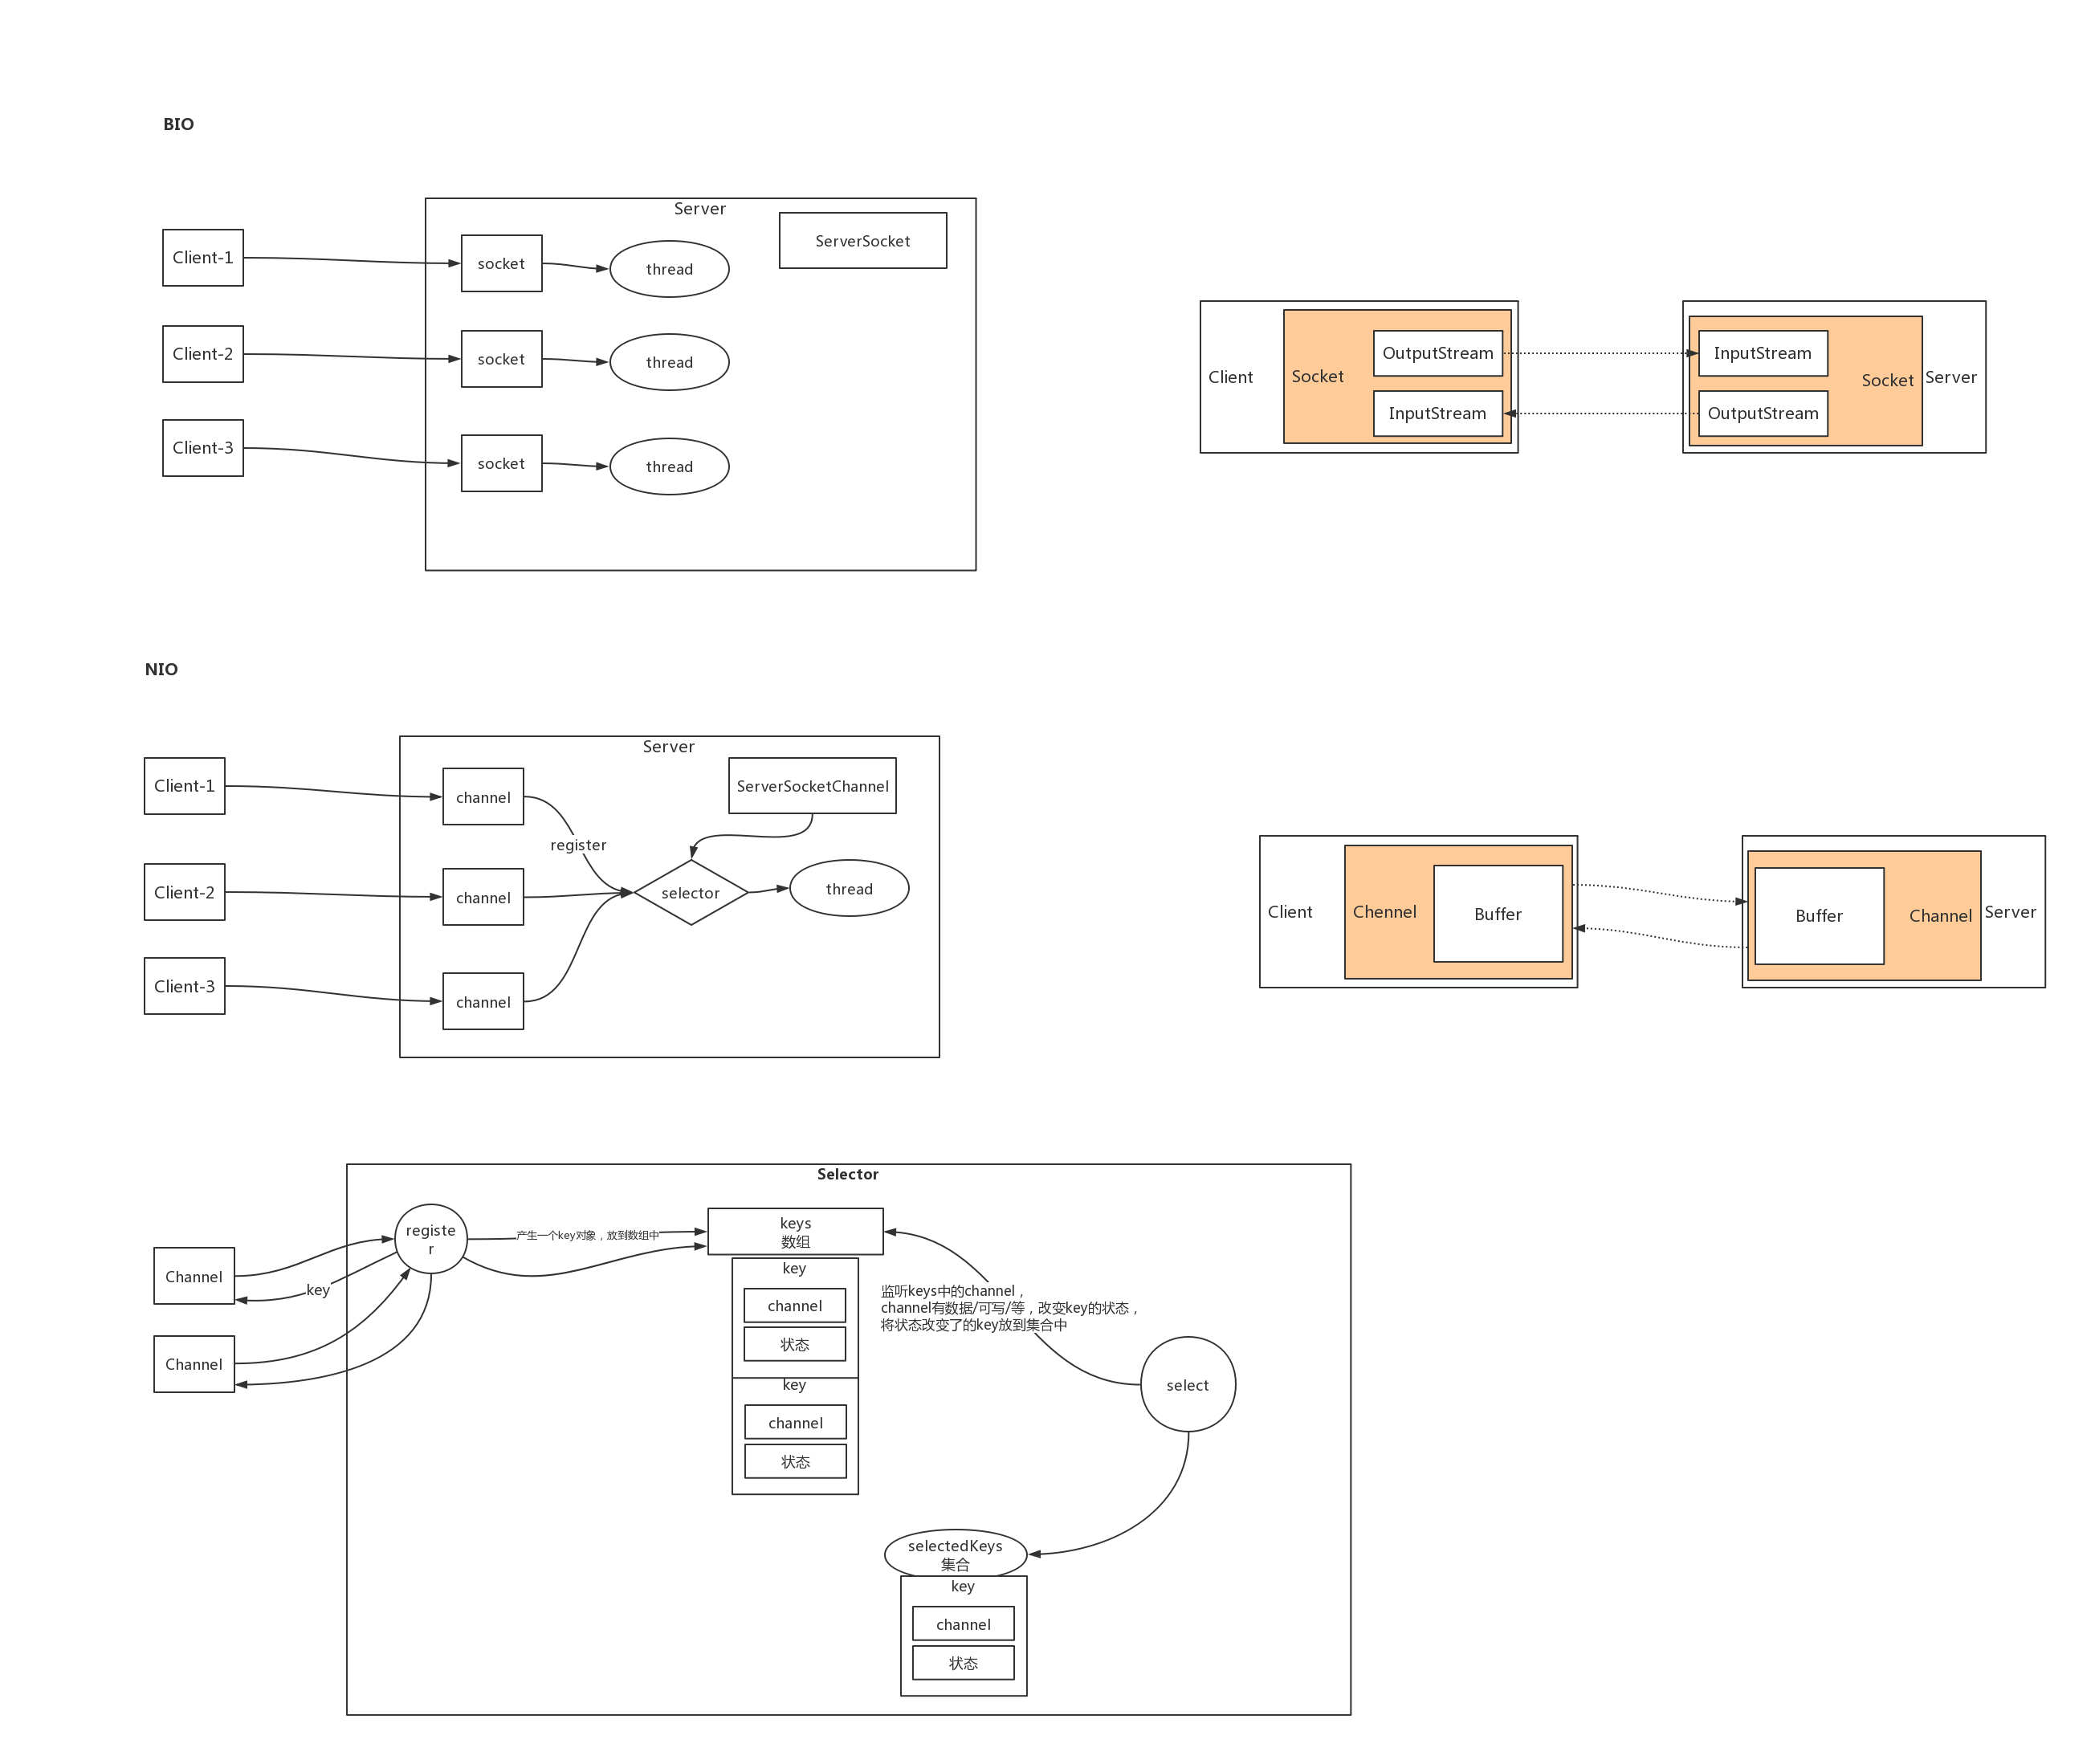 BIO
Server
ServerSocket
Client-1
socket
thread
Client-2
socket
thread
Client-3
socket
thread
Client
Socket
OutputStream
InputStream
InputStream
OutputStream
Socket
Server
NIO
Server
ServerSocketChannel
Client-1
channel
register
Client-2
channel
selector
thread
Client-3
channel
Client
Chennel
Buffer
Buffer
Channel
Server
Selector
registe
r
产生一个key对象，放到数组中
keys
数组
Channel
key
Channel
key
channel
状态
key
channel
状态
监听keys中的channel，
channel有数据/可写/等，改变key的状态，
将状态改变了的key放到集合中
select
selectedKeys
集合
key
channel
状态